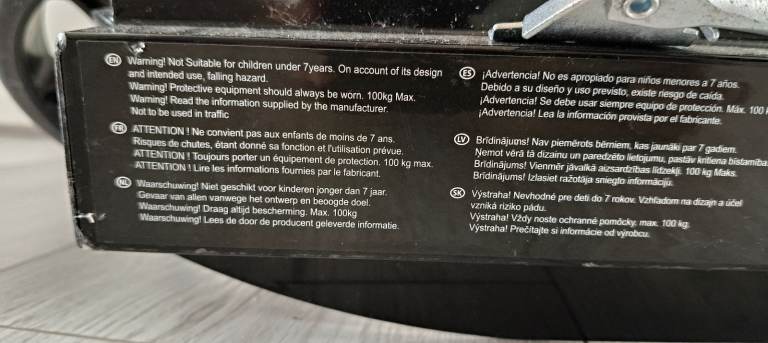 EN Warning! Not Suitable for children under 7years. On account of its design
and intended use, falling hazard.
Warning! Protective equipment should always be worn. 100kg Max.
Warning! Read the information supplied by the manufacturer.
Not to be used in traffic
FR ATTENTION ! Ne convient pas aux enfants de moins de 7 ans.
Risques de chutes, étant donné sa fonction et l'utilisation prévue.
ATTENTION ! Toujours porter un équipement de protection. 100 kg max.
ATTENTION ! Lire les informations fournies par le fabricant.
NL Waarschuwing! Niet geschikt voor kinderen jonger dan 7 jaar.
Gevaar van allen vanwege het ontwerp en beoogde doel.
Waarschuwing! Draag altijd bescherming. Max. 100kg
Waarschuwing! Lees de door de producent geleverde informatie.
ES ¡Advertencia! No es apropiado para niños menores a 7 años.
Debido a su diseño y uso previsto, existe riesgo de caída.
¡Advertencia! Se debe usar siempre equipo de protección. Máx. 100
¡Advertencia! Lea la información provista por el fabricante.
LV Brīdinājums! Nav piemērots bērniem, kas jaunāki par 7 gadiem.
Ņemot vērā tā dizainu un paredzēto lietojumu, pastāv kritiena bīstamība.
Brīdinājums! Vienmēr jāvalkā aizsardzības līdzekļi. 100 kg Maks.
Brīdinājums! Izlasiet ražotāja sniegto informāciju.
SK Výstraha! Nevhodné pre deti do 7 rokov. Vzhľadom na dizajn a účel
vzniká riziko pádu.
Výstraha! Vždy noste ochranné pomôcky. max. 100 kg.
Výstraha! Prečítajte si informácie od výrobcu.